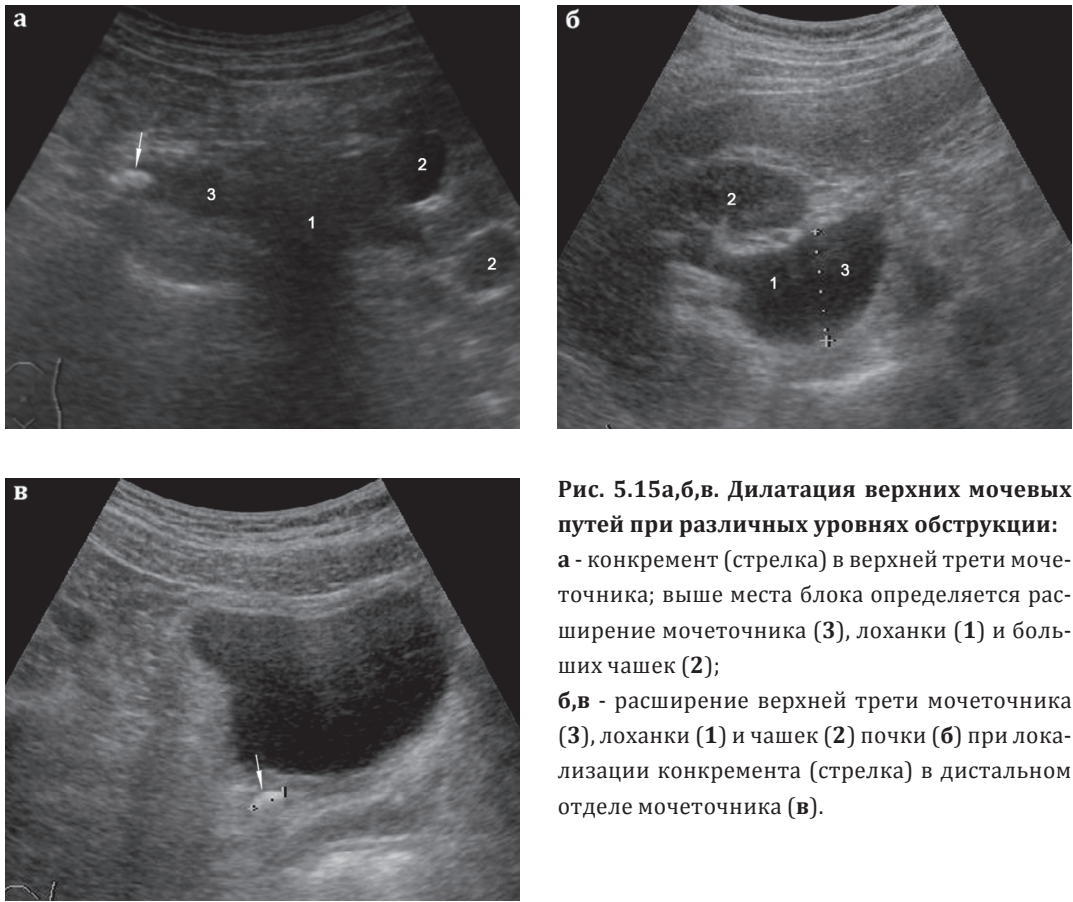 а
2
3
1
2
б
2
1
3
в
Рис. 5.15а,б,в. Дилатация верхних мочевых
путей при различных уровнях обструкции:
а - конкремент (стрелка) в верхней трети моче-
точника; выше места блока определяется рас-
ширение мочеточника (3), лоханки (1) и боль-
ших чашек (2);
б,в - расширение верхней трети мочеточника
(3), лоханки (1) и чашек (2) почки (б) при лока-
лизации конкремента (стрелка) в дистальном
отделе мочеточника (в).